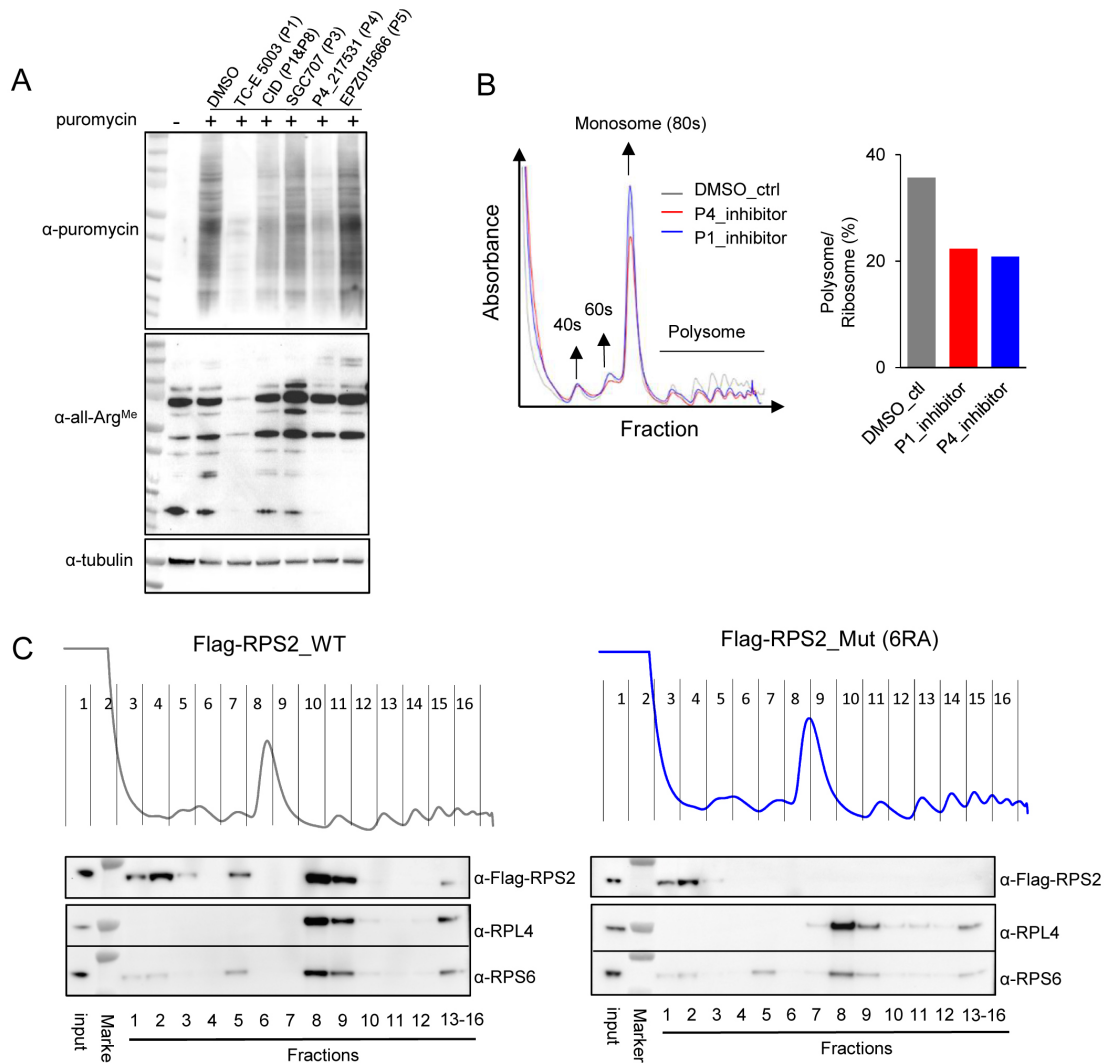 A
DMSO
TC-E 5003 (P1)
CID (P1&P8)
SGC707 (P3)
P4_217531 (P4)
EPZ015666 (P5)
puromycin - + + + + + +
α-puromycin
α-all-ArgMe
α-tubulin
B
Monosome (80s)
DMSO_ctrl
P4_inhibitor
P1_inhibitor
Absorbance
40s
60s
Polysome
Fraction
Polysome/
Ribosome (%)
40
20
0
DMSO_ctl
P1_inhibitor
P4_inhibitor
C
Flag-RPS2_WT
1 2 3 4 5 6 7 8 9 10 11 12 13 14 15 16
α-Flag-RPS2
α-RPL4
α-RPS6
input
Marke
1 2 3 4 5 6 7 8 9 10 11 12 13-16
Fractions
Flag-RPS2_Mut (6RA)
1 2 3 4 5 6 7 8 9 10 11 12 13 14 15 16
α-Flag-RPS2
α-RPL4
α-RPS6
input
Marker
1 2 3 4 5 6 7 8 9 10 11 12 13-16
Fractions